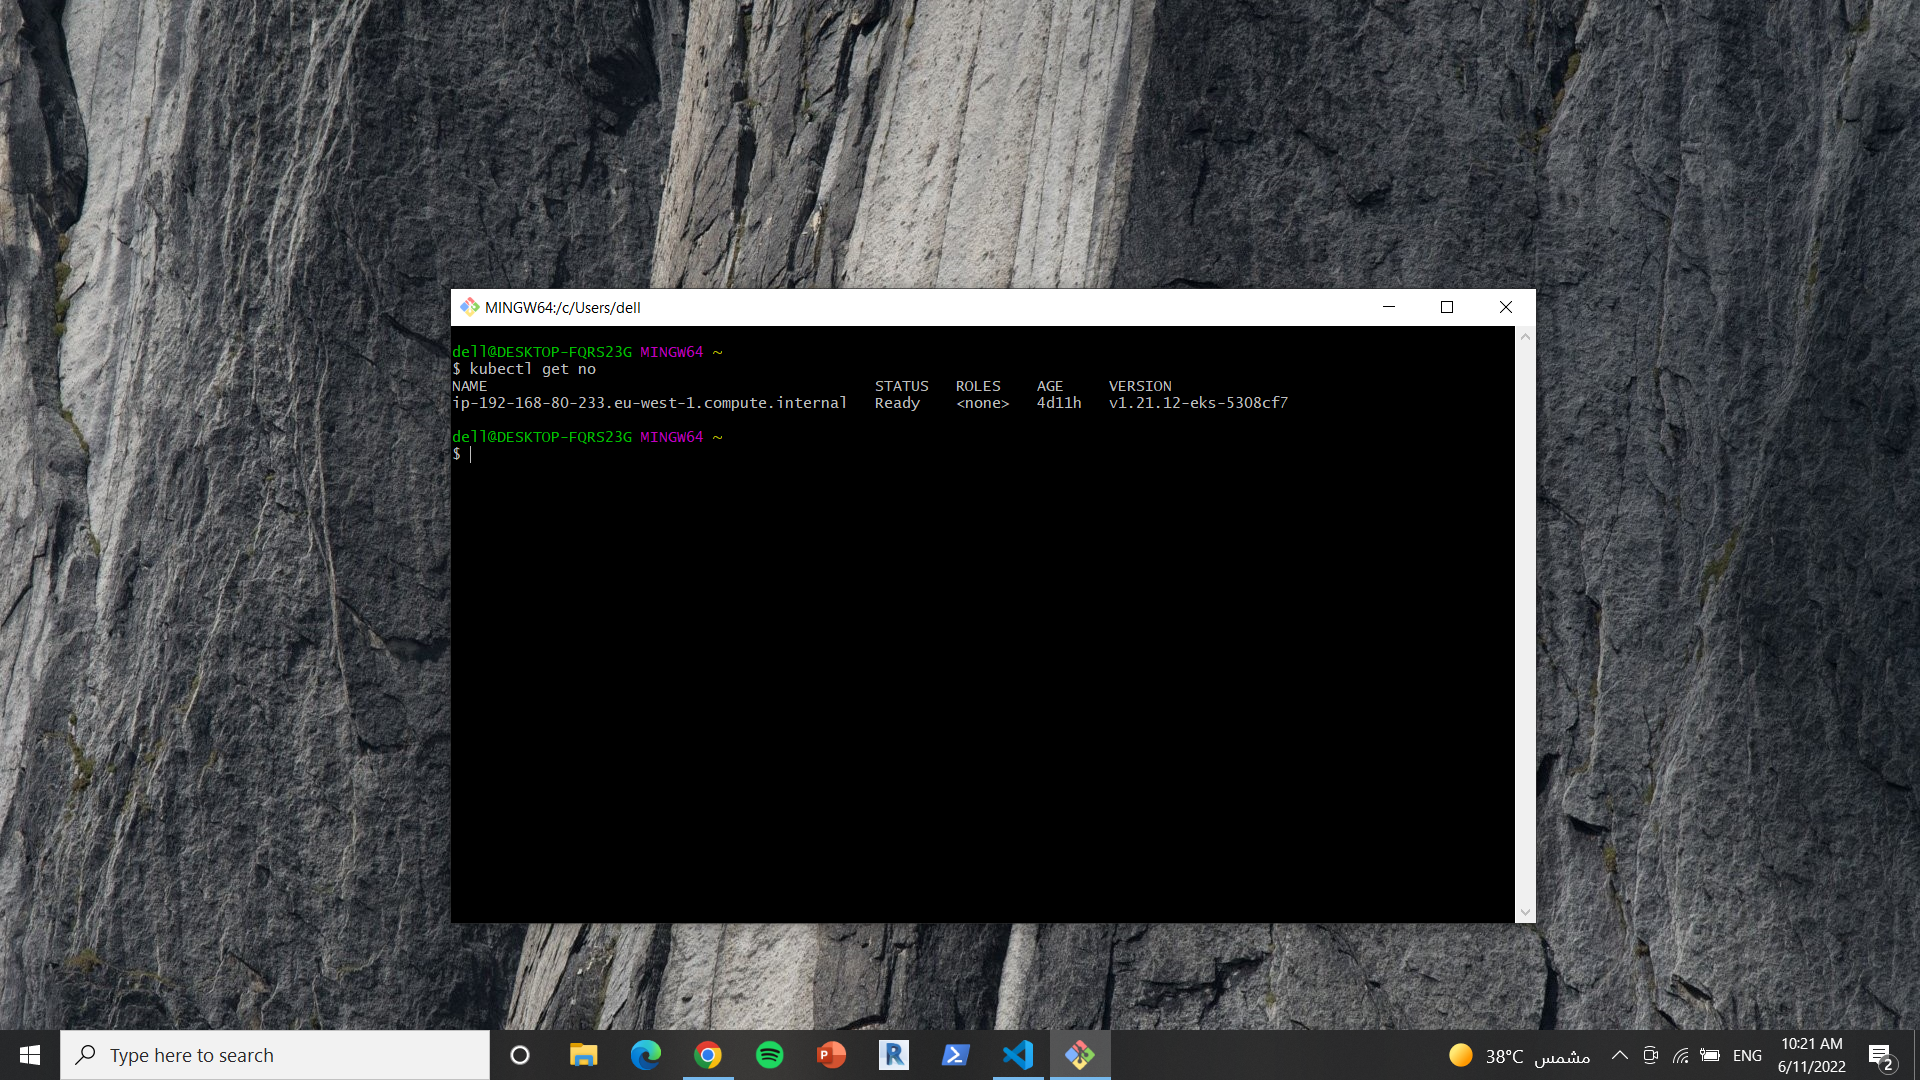 MINGW64:/c/Users/dell
dell@DESKTOP-FQRS23G MINGW64 ~
$ kubectl get no
NAME STATUS ROLES AGE VERSION
ip-192-168-80-233.eu-west-1.compute.internal Ready <none> 4d11h v1.21.12-eks-5308cf7
dell@DESKTOP-FQRS23G MINGW64 ~
$
Type here to search
P
R
38°C مشمس
ENG
10:21 AM
6/11/2022
2